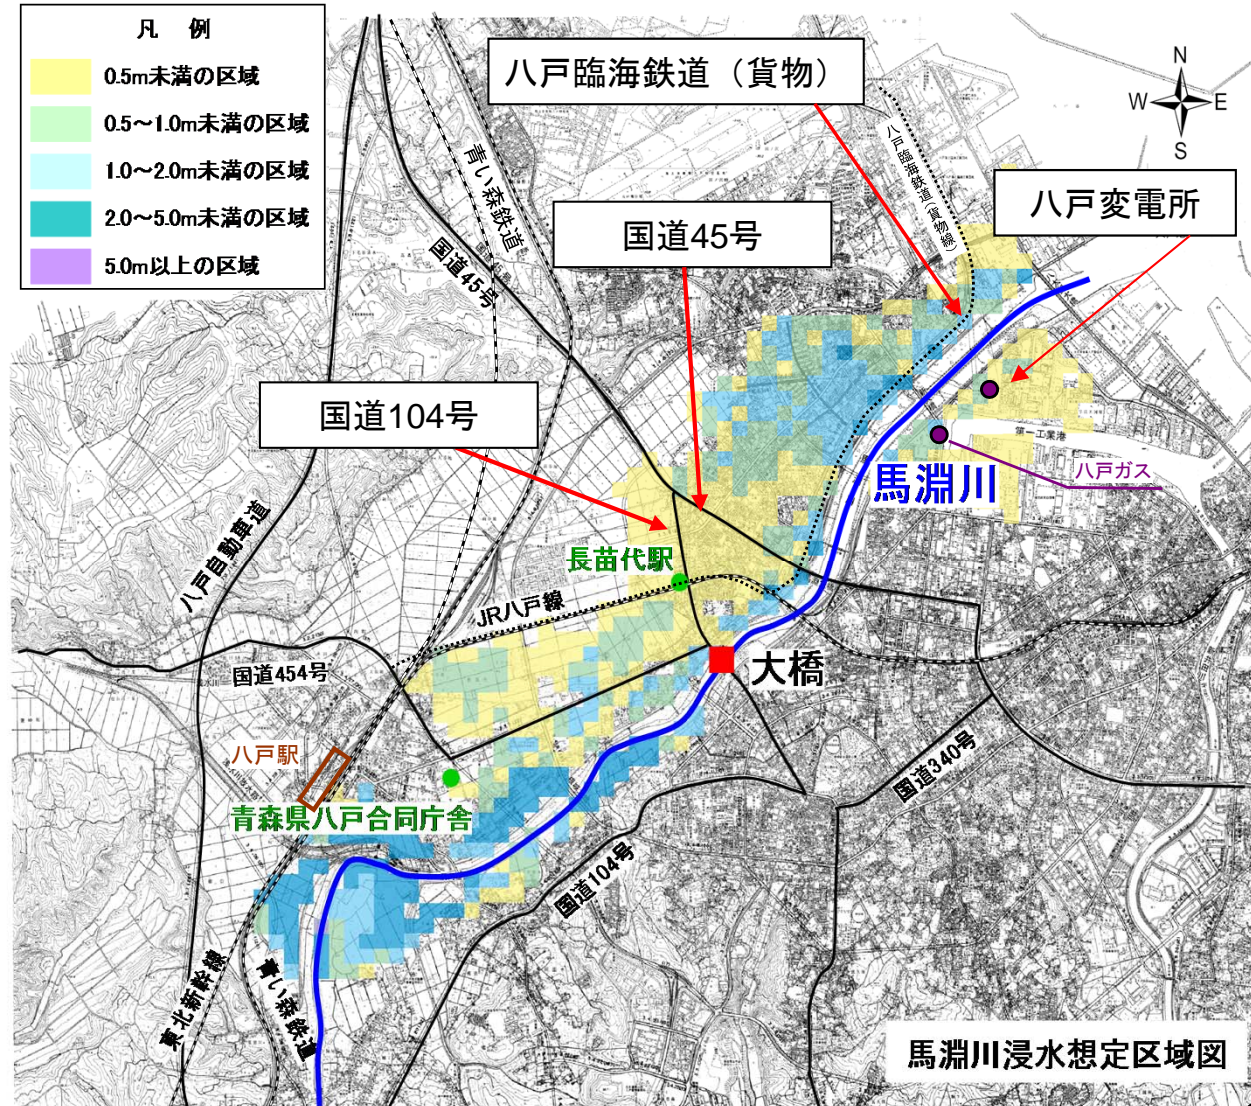 凡 例
0.5m未満の区域
0.5～1.0m未満の区域
1.0～2.0m未満の区域
2.0～5.0m未満の区域
5.0m以上の区域
八戸臨海鉄道（貨物）
N
W
E
S
八戸臨海鉄道（貨物線）
青い森鉄道
国道45号
国道45号
八戸変電所
国道104号
第一工業港
馬淵川
八戸ガス
八戸自動車道
長苗代駅
JR八戸線
国道454号
大橋
八戸駅
国道340号
青森県八戸合同庁舎
国道104号
東北新幹線
青い森鉄道
馬淵川浸水想定区域図